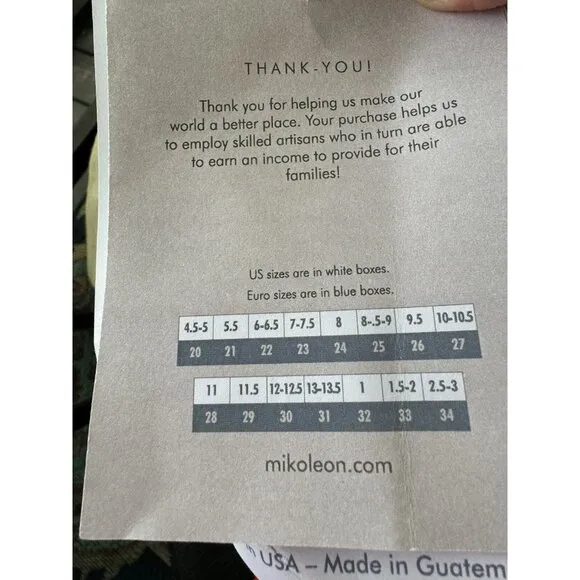 THANK-YOU!
Thank you for helping us make our
world a better place. Your purchase helps us
to employ skilled artisans who in turn are able
to earn an income to provide for their
families!
US sizes are in white boxes.
Euro sizes are in blue boxes.
4.5-5 5.5 6-6.5 7-7.5 8 8-.5-9 9.5 10-10.5
20 21 22 23 24 25 26 27
11 11.5 12-12.5 13-13.5 1 1.5-2 2.5-3
28 29 30 31 32 33 34
mikoleon.com
USA – Made in Guatem